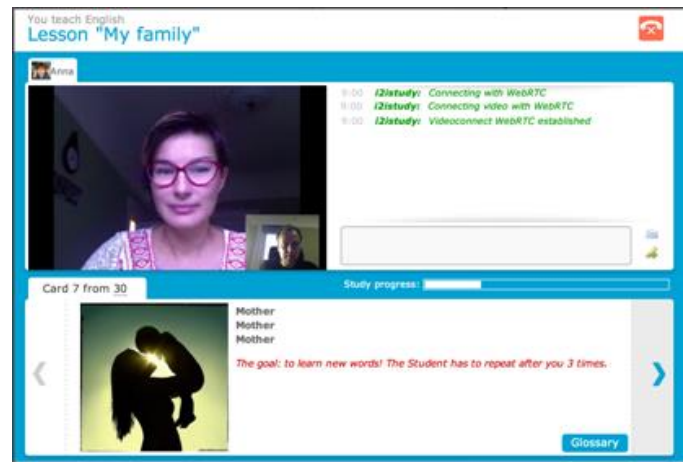 You teach English
Lesson "My family"
Anna
9:00 i2istudy: Connecting with WebRTC
9:00 i2istudy: Connecting video with WebRTC
9:00 i2istudy: Videoconnect WebRTC established
Study progress:
Card 7 from 30
Mother
Mother
Mother
The goal: to learn new words! The Student has to repeat after you 3 times.
Glossary